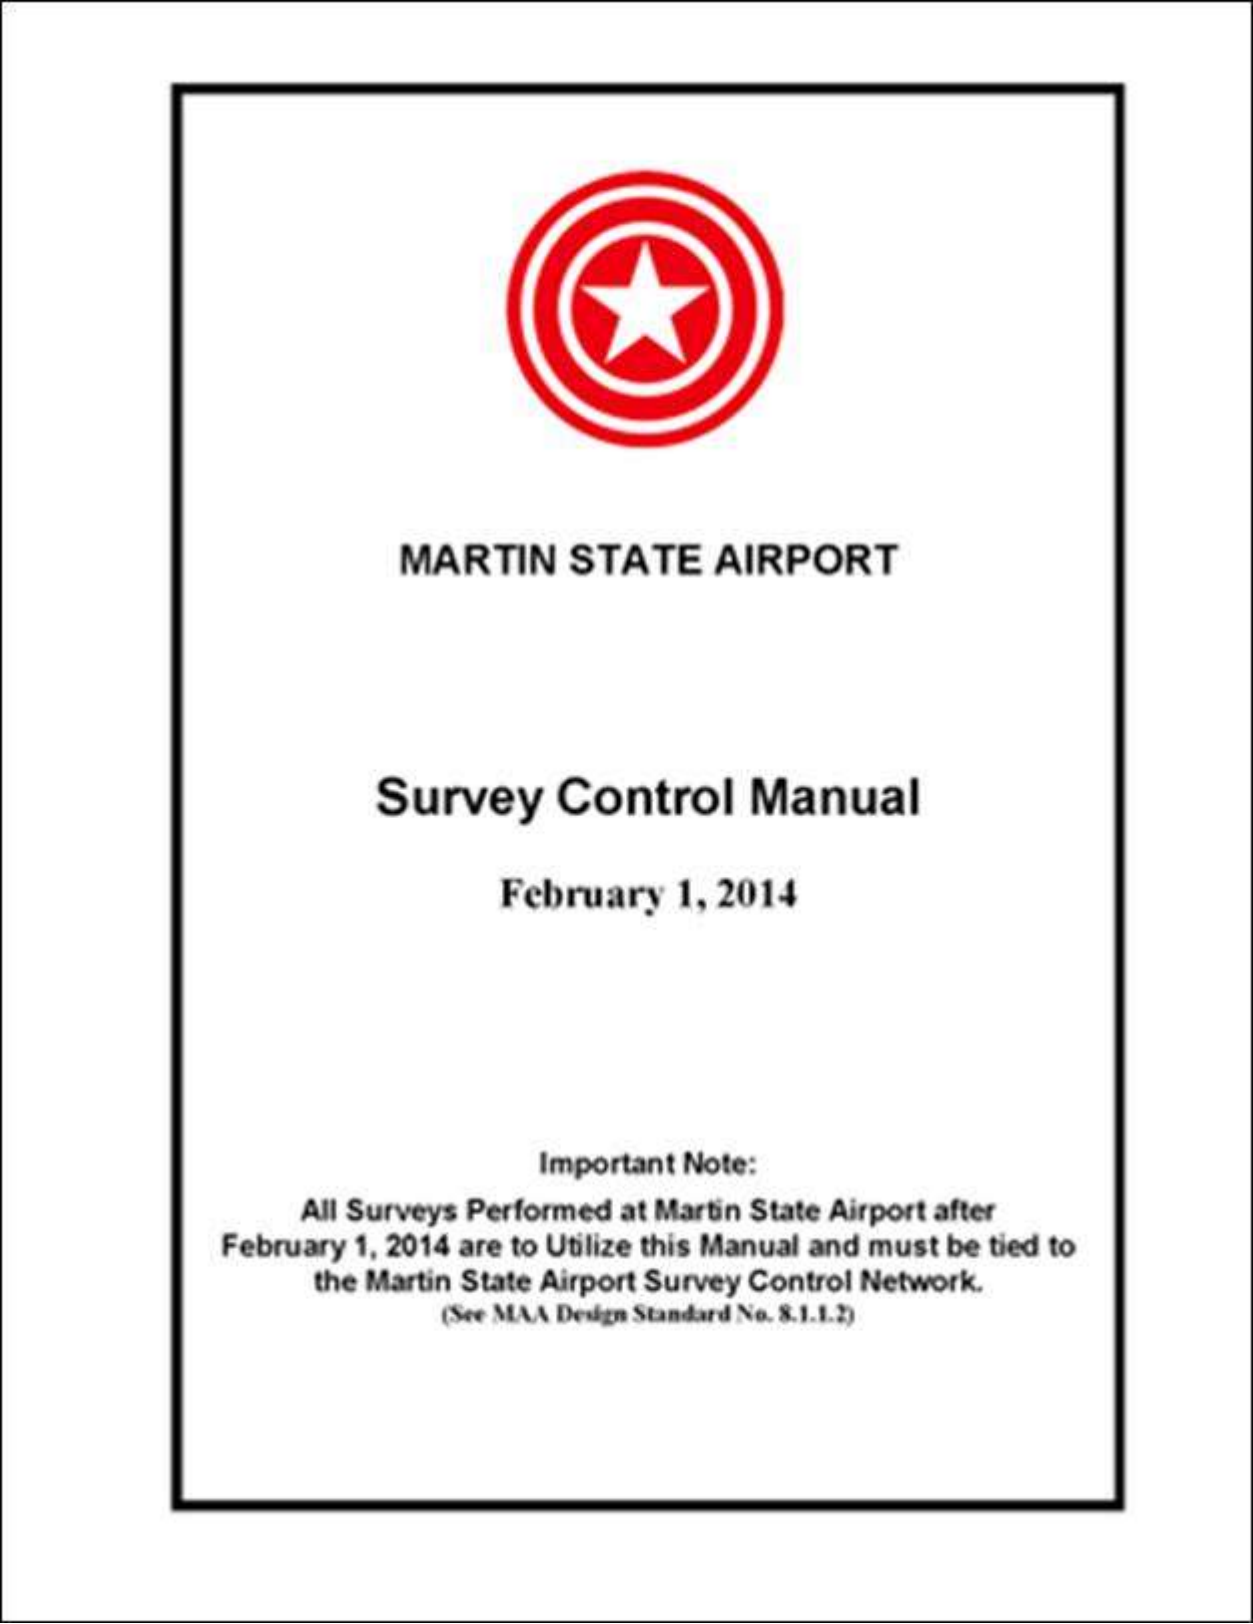 MARTIN STATE AIRPORT
Survey Control Manual
February 1, 2014
Important Note:
All Surveys Performed at Martin State Airport after
February 1, 2014 are to Utilize this Manual and must be tied to
the Martin State Airport Survey Control Network.
(See MAA Design Standard No. 8.1.1.2)